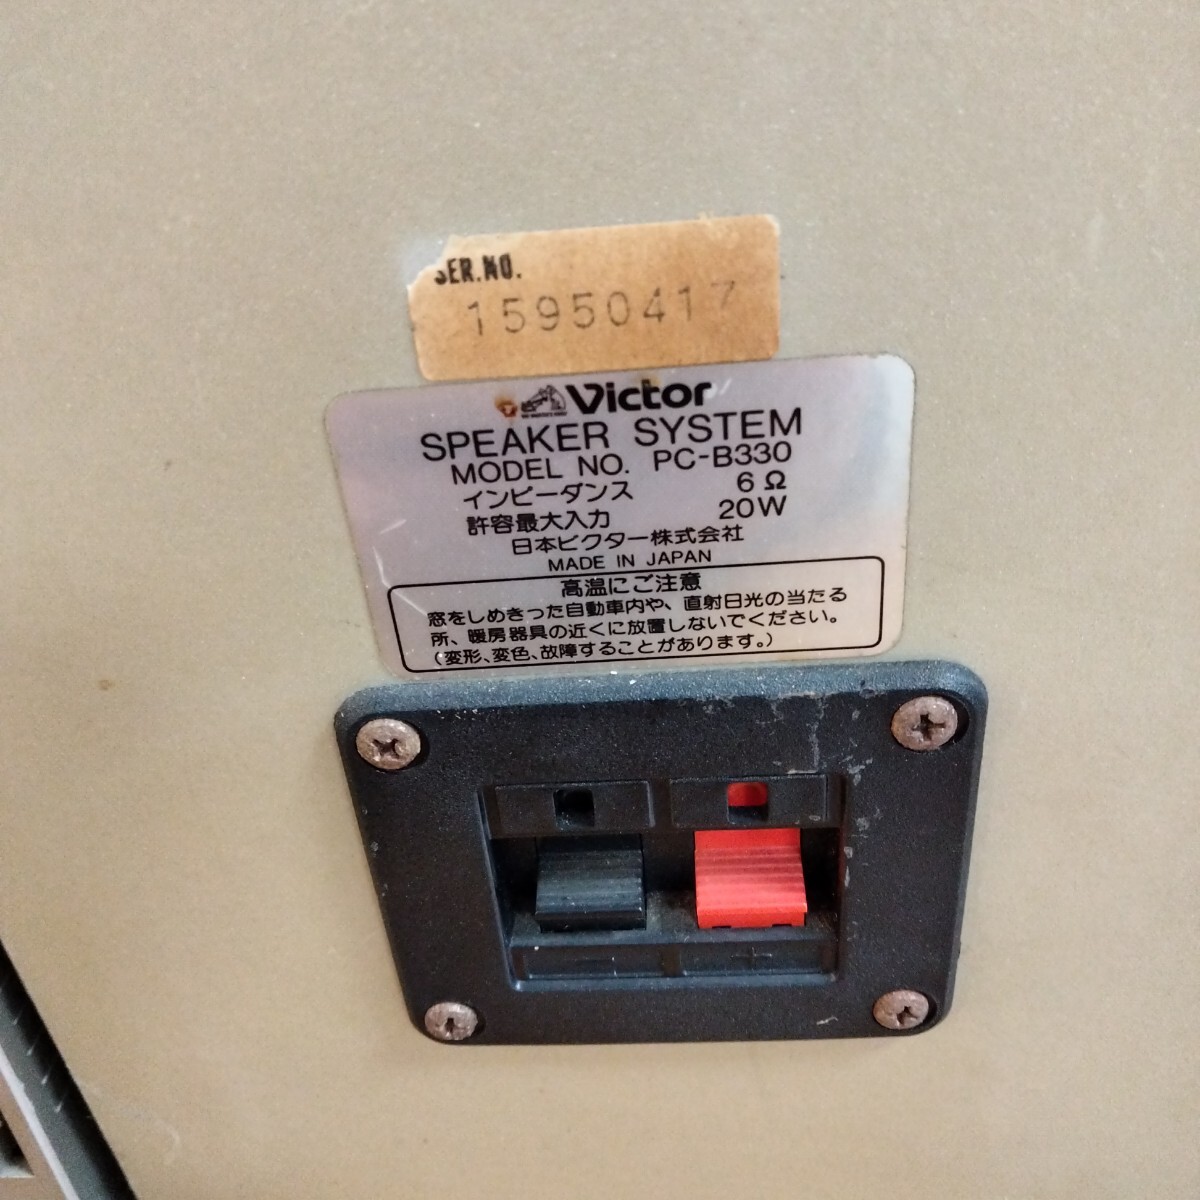 SER.NO.
15950417
Victor
SPEAKER SYSTEM
MODEL NO. PC-B330
インピーダンス 6Ω
許容最大入力 20W
日本ビクター株式会社
MADE IN JAPAN
高温にご注意
窓をしめきった自動車内や、直射日光の当たる
所、暖房器具の近くに放置しないでください。
(変形、変色、故障することがあります。)
− +